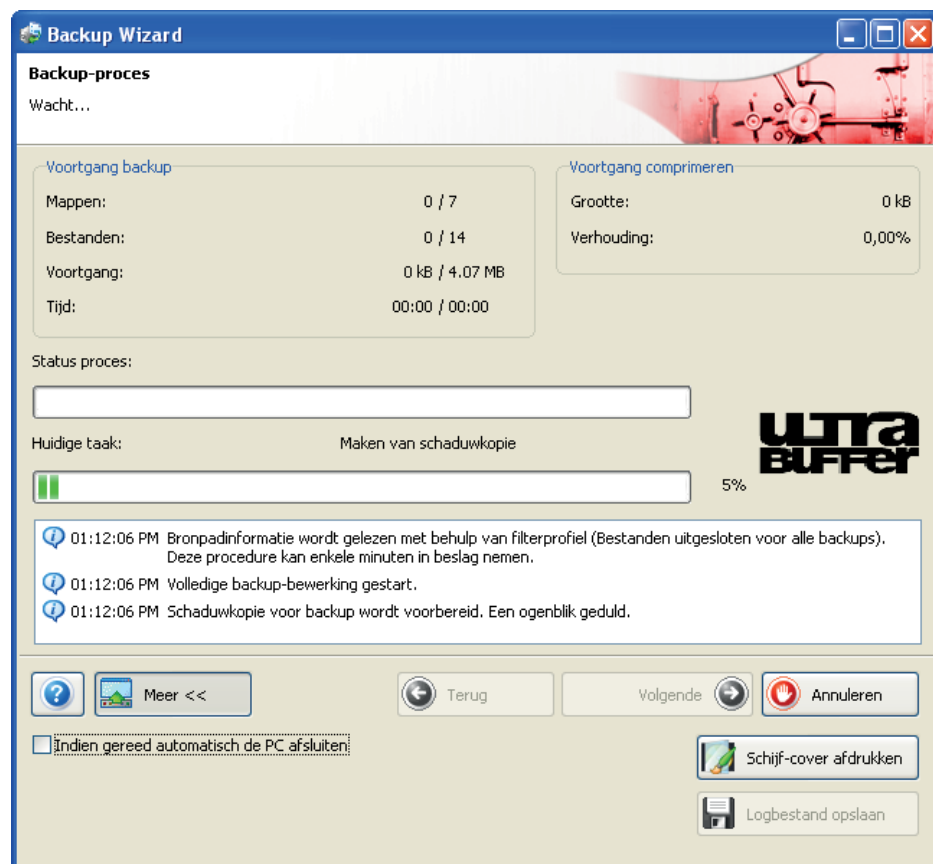 Backup Wizard
Backup-proces
Wacht...
Voortgang backup
Mappen: 0 / 7
Bestanden: 0 / 14
Voortgang: 0 kB / 4.07 MB
Tijd: 00:00 / 00:00
Voortgang comprimeren
Grootte: 0 kB
Verhouding: 0,00%
Status proces:
Huidige taak: Maken van schaduwkopie
5%
ULTRA
BUFFER
01:12:06 PM Bronpadinformatie wordt gelezen met behulp van filterprofiel (Bestanden uitgesloten voor alle backups).
Deze procedure kan enkele minuten in beslag nemen.
01:12:06 PM Volledige backup-bewerking gestart.
01:12:06 PM Schaduwkopie voor backup wordt voorbereid. Een ogenblik geduld.
? Meer << Terug Volgende Annuleren
Indien gereed automatisch de PC afsluiten
Schijf-cover afdrukken
Logbestand opslaan